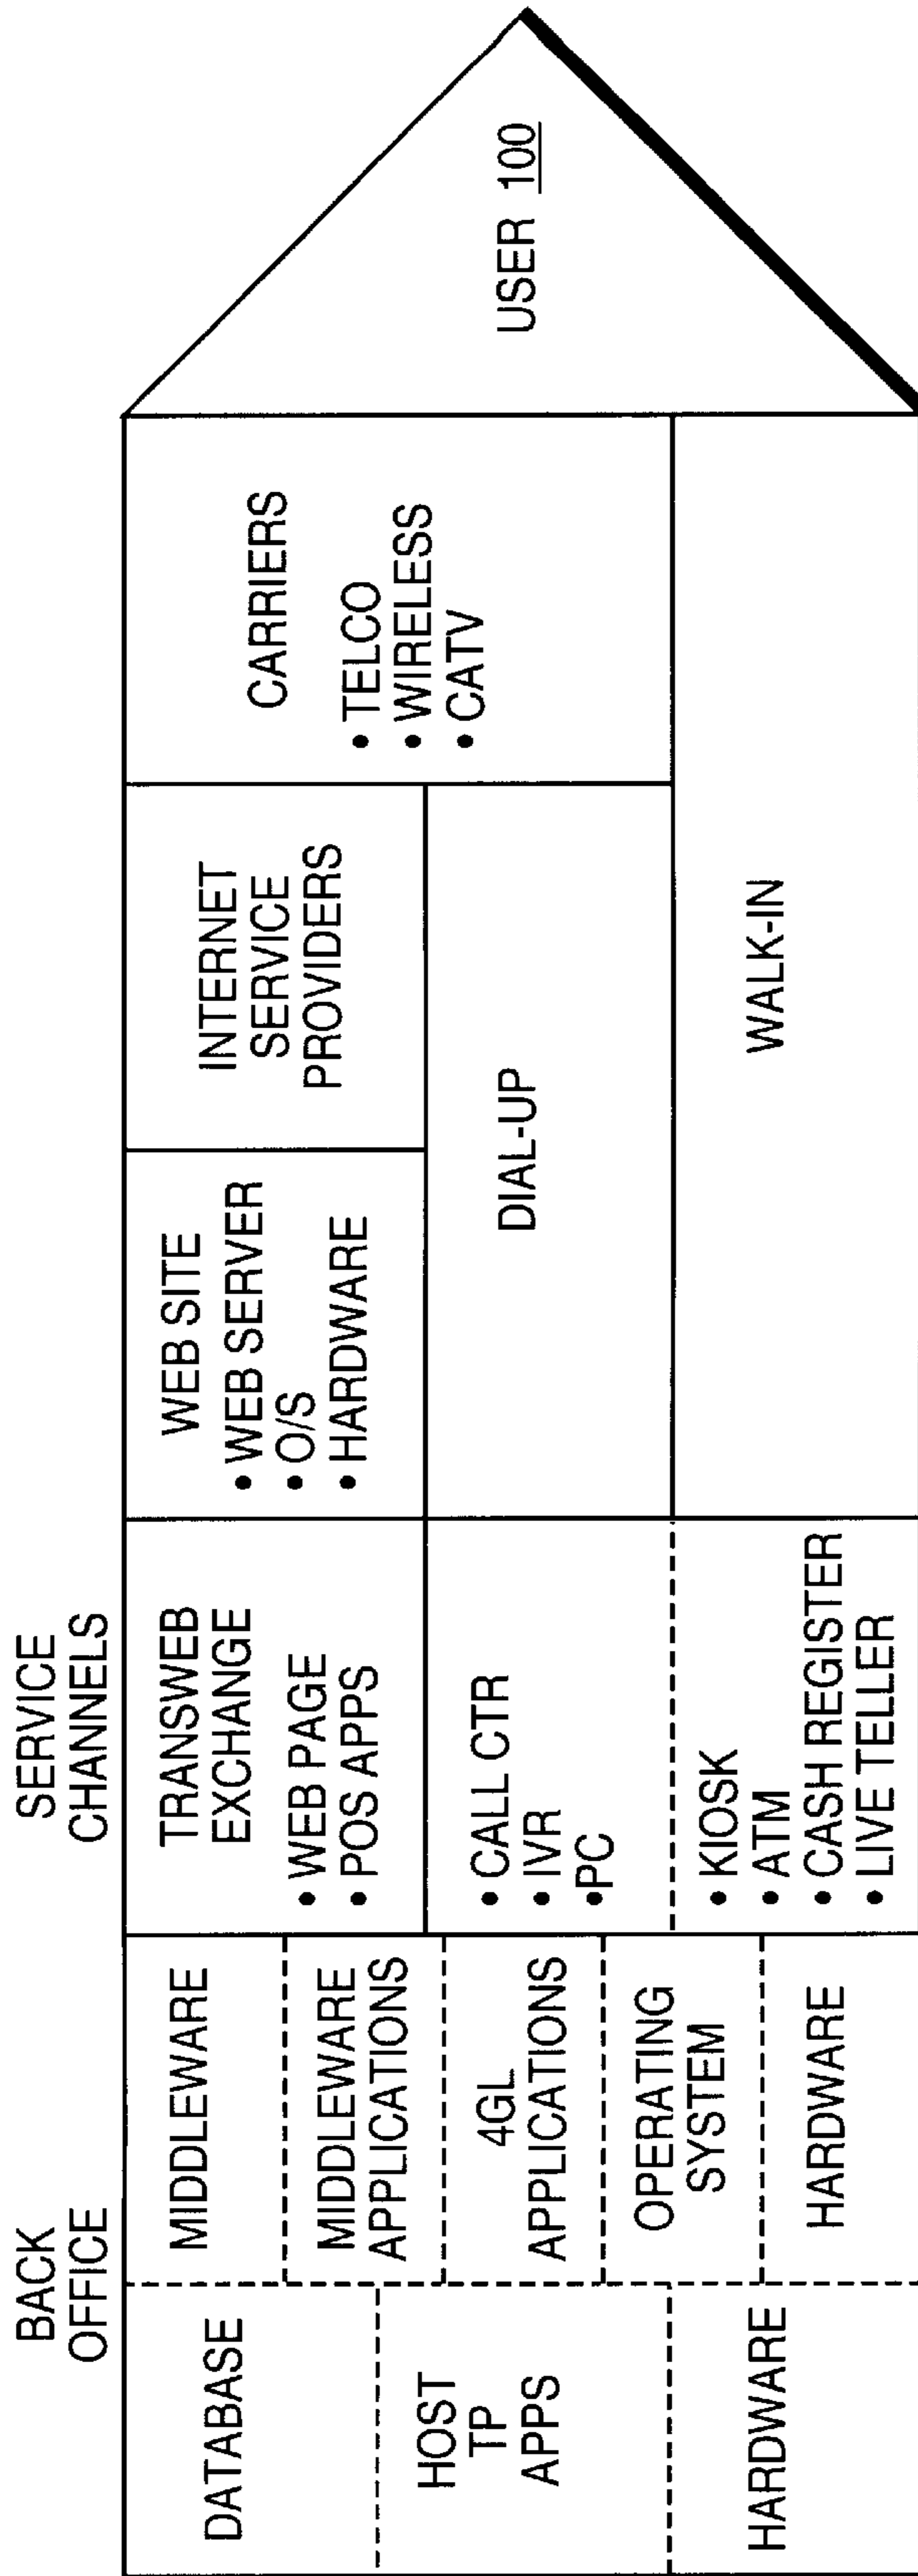 BACK
OFFICE
SERVICE
CHANNELS
DATABASE
HOST
TP
APPS
HARDWARE
MIDDLEWARE
MIDDLEWARE
APPLICATIONS
4GL
APPLICATIONS
OPERATING
SYSTEM
HARDWARE
TRANSWEB
EXCHANGE
• WEB PAGE
• POS APPS
• CALL CTR
• IVR
•PC
• KIOSK
• ATM
• CASH REGISTER
• LIVE TELLER
WEB SITE
• WEB SERVER
• O/S
• HARDWARE
INTERNET
SERVICE
PROVIDERS
DIAL-UP
WALK-IN
CARRIERS
• TELCO
• WIRELESS
• CATV
USER 100